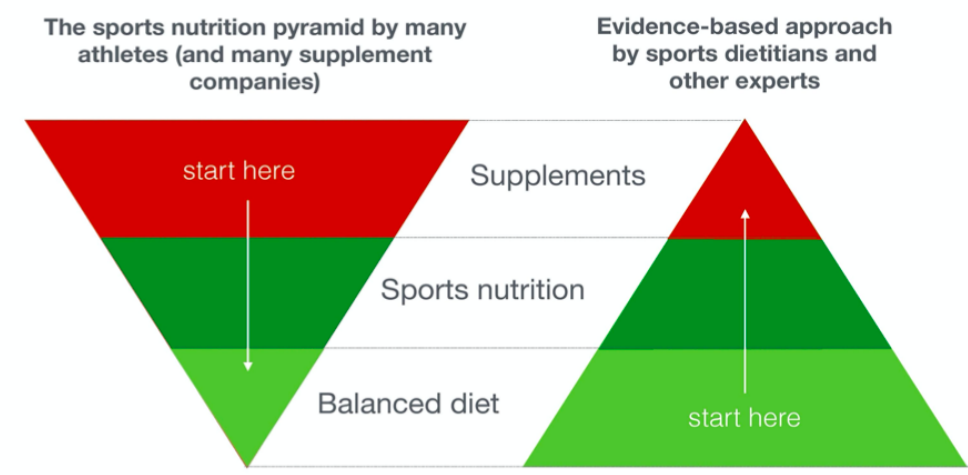 The sports nutrition pyramid by many
athletes (and many supplement
companies)
Evidence-based approach
by sports dietitians and
other experts
start here
Supplements
Sports nutrition
Balanced diet
start here